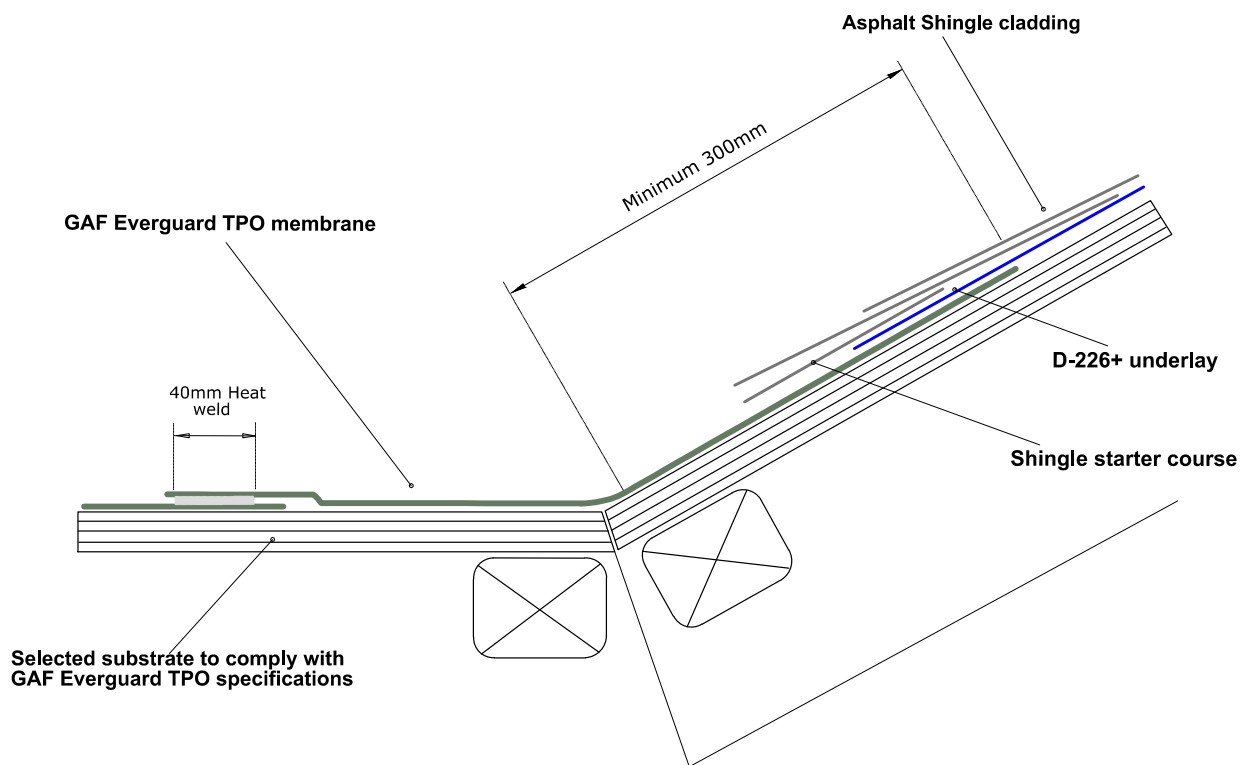 Asphalt Shingle cladding
Minimum 300mm
GAF Everguard TPO membrane
40mm Heat
weld
D-226+ underlay
Shingle starter course
Selected substrate to comply with
GAF Everguard TPO specifications